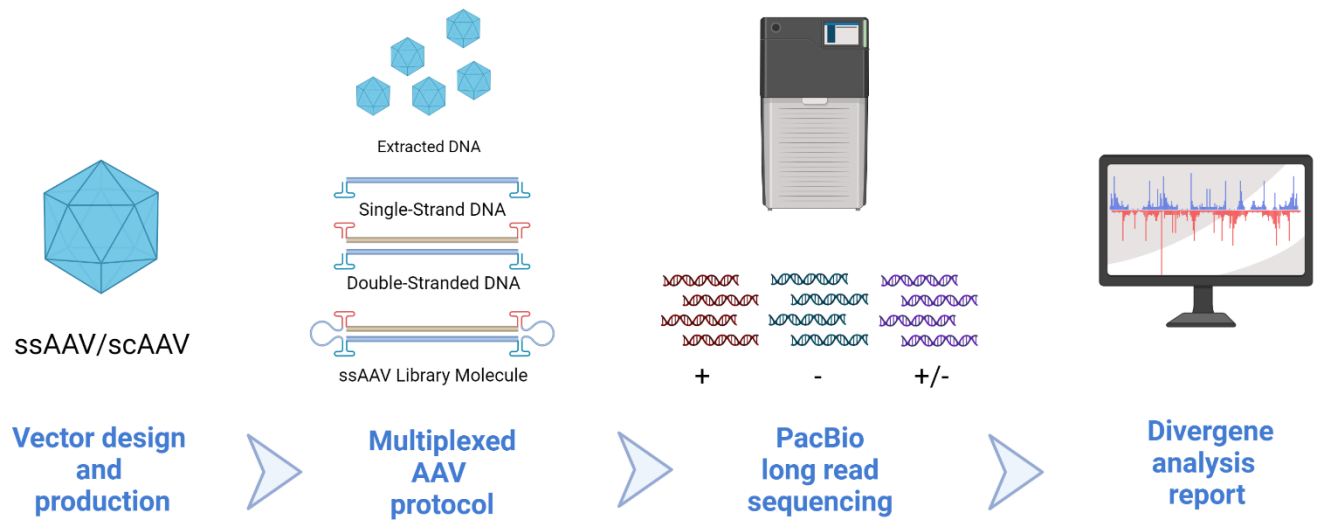 ssAAV/scAAV
Vector design
and
production
Extracted DNA
Single-Strand DNA
Double-Stranded DNA
ssAAV Library Molecule
Multiplexed
AAV
protocol
+ - +/-
PacBio
long read
sequencing
Divergene
analysis
report